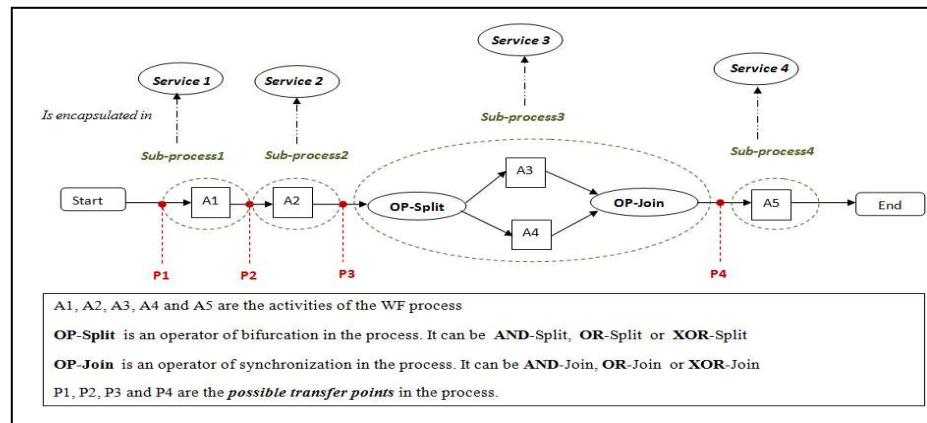 Service 3
Service 1
Service 2
Service 4
Is encapsulated in
Sub-process3
Sub-process1
Sub-process2
Sub-process4
Start
A1
A2
OP-Split
A3
A4
OP-Join
A5
End
P1
P2
P3
P4
A1, A2, A3, A4 and A5 are the activities of the WF process
OP-Split is an operator of bifurcation in the process. It can be AND-Split, OR-Split or XOR-Split
OP-Join is an operator of synchronization in the process. It can be AND-Join, OR-Join or XOR-Join
P1, P2, P3 and P4 are the possible transfer points in the process.